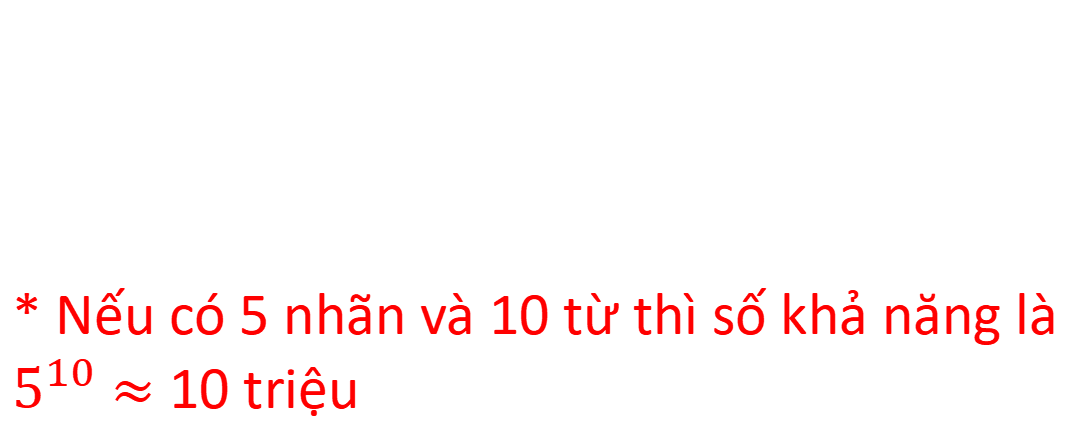 * Nếu có 5 nhãn và 10 từ thì số khả năng là
5¹⁰ ≈ 10 triệu